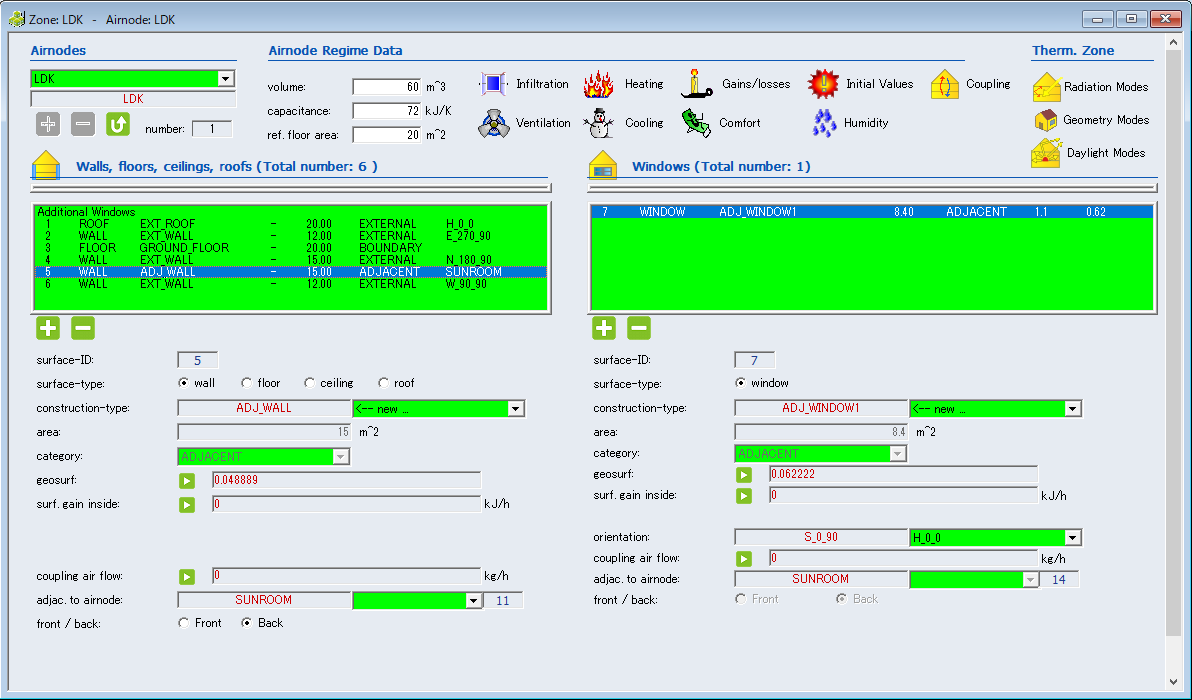 Zone: LDK - Airnode: LDK
Airnodes
Airnode Regime Data
Therm. Zone
LDK
LDK
number: 1
volume: 60 m^3
capacitance: 72 kJ/K
ref. floor area: 20 m^2
Infiltration
Heating
Gains/losses
Initial Values
Coupling
Ventilation
Cooling
Comfort
Humidity
Radiation Modes
Geometry Modes
Daylight Modes
Walls, floors, ceilings, roofs (Total number: 6 )
Additional Windows
1 ROOF EXT_ROOF - 20.00 EXTERNAL H_0_0
2 WALL EXT_WALL - 12.00 EXTERNAL E_270_90
3 FLOOR GROUND_FLOOR - 20.00 BOUNDARY
4 WALL EXT_WALL - 15.00 EXTERNAL N_180_90
5 WALL ADJ_WALL - 15.00 ADJACENT SUNROOM
6 WALL EXT_WALL - 12.00 EXTERNAL W_90_90
surface-ID: 5
surface-type: wall floor ceiling roof
construction-type: ADJ_WALL <-- new ...
area: 15 m^2
category: ADJACENT
geosurf: 0.048889
surf. gain inside: 0 kJ/h
coupling air flow: 0 kg/h
adjac. to airnode: SUNROOM 11
front / back: Front Back
Windows (Total number: 1)
7 WINDOW ADJ_WINDOW1 8.40 ADJACENT 1.1 0.62
surface-ID: 7
surface-type: window
construction-type: ADJ_WINDOW1 <-- new ...
area: 8.4 m^2
category: ADJACENT
geosurf: 0.062222
surf. gain inside: 0 kJ/h
orientation: S_0_90 H_0_0
coupling air flow: 0 kg/h
adjac. to airnode: SUNROOM 14
front / back: Front Back